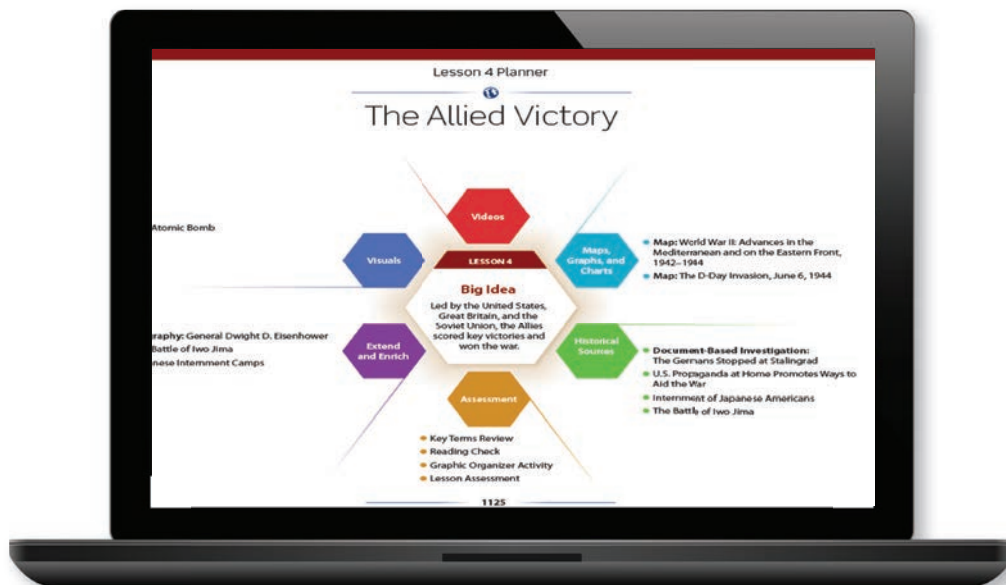 Lesson 4 Planner
The Allied Victory
Videos
Atomic Bomb
Visuals
Maps,
Graphs, and
Charts
Map: World War II: Advances in the
Mediterranean and on the Eastern Front,
1942–1944
Map: The D-Day Invasion, June 6, 1944
LESSON 4
Big Idea
Led by the United States,
Great Britain, and the
Soviet Union, the Allies
scored key victories and
won the war.
raphy: General Dwight D. Eisenhower
Battle of Iwo Jima
nese Internment Camps
Extend
and Enrich
Historical
Sources
Document-Based Investigation:
The Germans Stopped at Stalingrad
U.S. Propaganda at Home Promotes Ways to
Aid the War
Internment of Japanese Americans
The Battle of Iwo Jima
Assessment
Key Terms Review
Reading Check
Graphic Organizer Activity
Lesson Assessment
1125